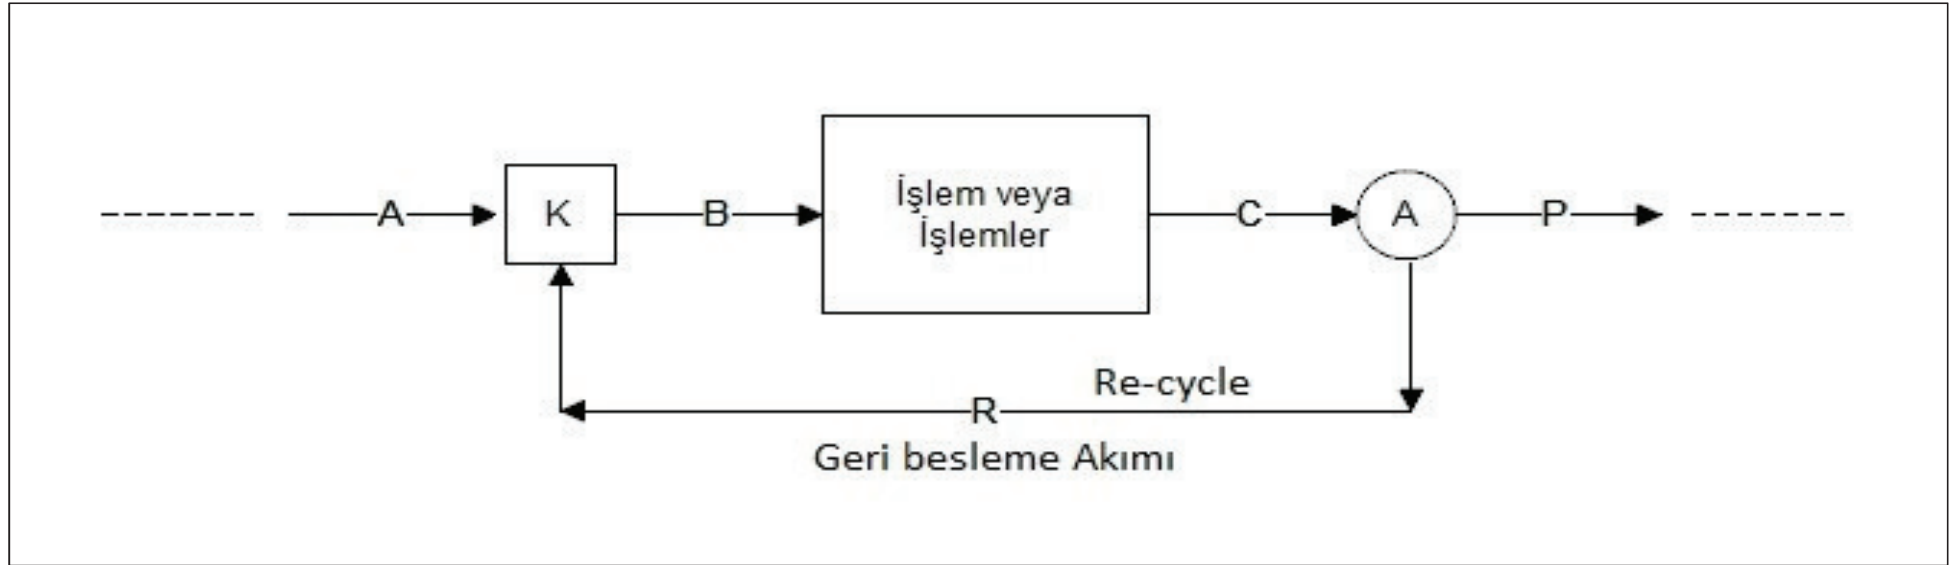 A
K
B
İşlem veya
İşlemler
C
A
P
Re-cycle
R
Geri besleme Akımı